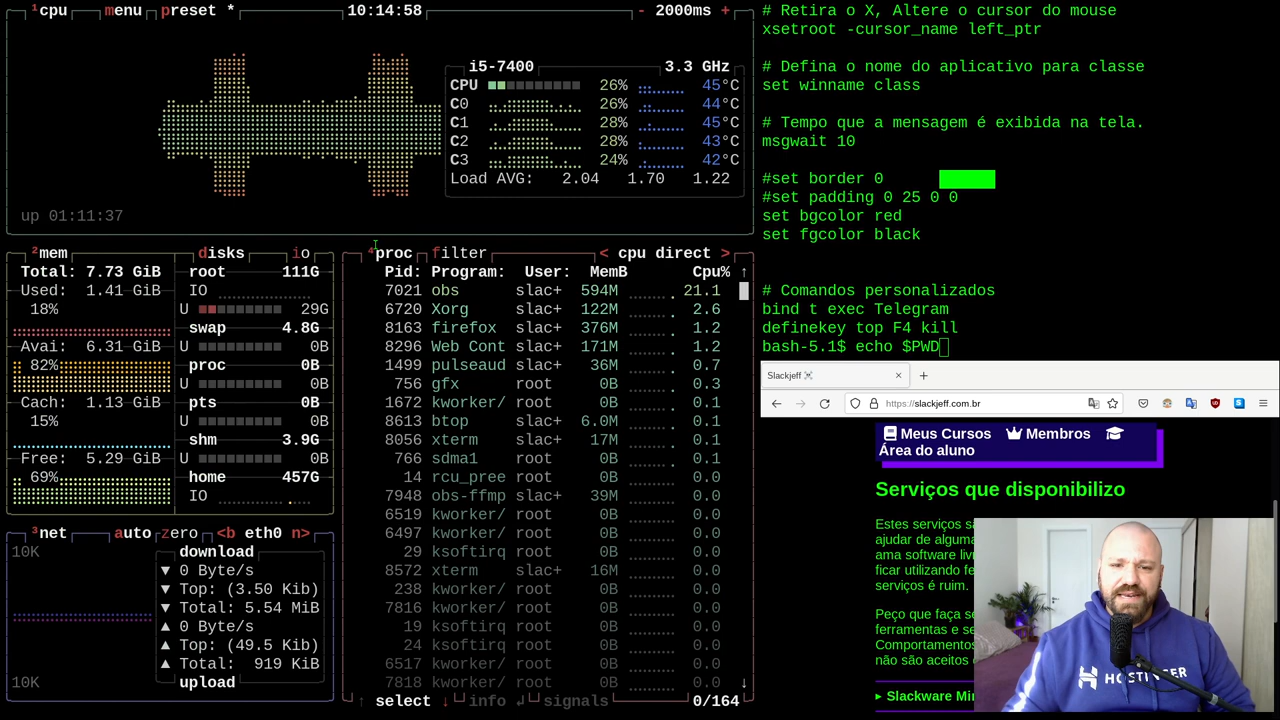 ¹cpu menu preset * 10:14:58 - 2000ms +
i5-7400 3.3 GHz
CPU 26% 45°C
C0 26% 44°C
C1 28% 45°C
C2 28% 43°C
C3 24% 42°C
Load AVG: 2.04 1.70 1.22
up 01:11:37
²mem disks io
Total: 7.73 GiB root 111G
Used: 1.41 GiB IO
18% U 29G
swap 4.8G
Avai: 6.31 GiB U 0B
82% proc 0B
U 0B
Cach: 1.13 GiB pts 0B
15% U 0B
shm 3.9G
Free: 5.29 GiB U 0B
69% home 457G
IO
³net auto zero <b eth0 n>
10K download
▼ 0 Byte/s
▼ Top: (3.50 Kib)
▼ Total: 5.54 MiB
▲ 0 Byte/s
▲ Top: (49.5 Kib)
▲ Total: 919 KiB
10K upload
⁴proc filter < cpu direct >
Pid: Program: User: MemB Cpu% ↑
7021 obs slac+ 594M 21.1
6720 Xorg slac+ 122M 2.6
8163 firefox slac+ 376M 1.2
8296 Web Cont slac+ 171M 1.2
1499 pulseaud slac+ 36M 0.7
756 gfx root 0B 0.3
1672 kworker/ root 0B 0.1
8613 btop slac+ 6.0M 0.1
8056 xterm slac+ 17M 0.1
766 sdma1 root 0B 0.1
14 rcu_pree root 0B 0.0
7948 obs-ffmp slac+ 39M 0.0
6519 kworker/ root 0B 0.0
6497 kworker/ root 0B 0.0
29 ksoftirq root 0B 0.0
8572 xterm slac+ 16M 0.0
238 kworker/ root 0B 0.0
7816 kworker/ root 0B 0.0
19 ksoftirq root 0B 0.0
24 ksoftirq root 0B 0.0
6517 kworker/ root 0B 0.0
7818 kworker/ root 0B 0.0 ↓
↑ select ↓ info ↲ signals 0/164
# Retira o X, Altere o cursor do mouse
xsetroot -cursor_name left_ptr
# Defina o nome do aplicativo para classe
set winname class
# Tempo que a mensagem é exibida na tela.
msgwait 10
#set border 0
#set padding 0 25 0 0
set bgcolor red
set fgcolor black
# Comandos personalizados
bind t exec Telegram
definekey top F4 kill
bash-5.1$ echo $PWD
Slackjeff
https://slackjeff.com.br
Meus Cursos Membros
Área do aluno
Serviços que disponibilizo
Estes serviços
ajudar de
ama software
ficar utilizando
serviços é ruim.
Peço que faça
ferramentas e
Comportamentos
não são aceitos
▸ Slackware
HOSTINGER